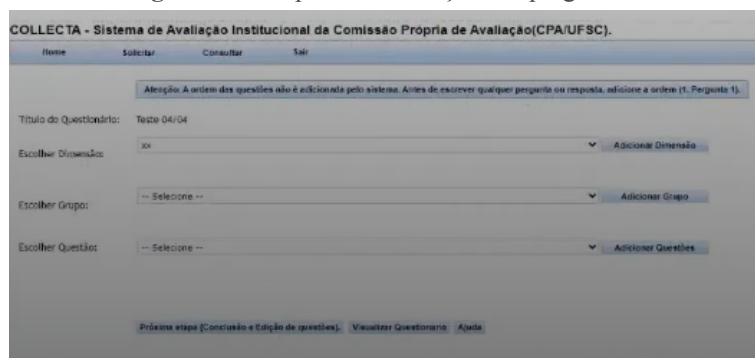 COLLECTA - Sistema de Avaliação Institucional da Comissão Própria de Avaliação(CPA/UFSC).
Home Solicitar Consultar Sair
Atenção: A ordem das questões não é adicionada pelo sistema. Antes de escrever qualquer pergunta ou resposta, adicione a ordem (1. Pergunta 1).
Título do Questionário: Teste 04/04
Escolher Dimensão: xx Adicionar Dimensão
Escolher Grupo: -- Selecione -- Adicionar Grupo
Escolher Questão: -- Selecione -- Adicionar Questões
Próxima etapa (Conclusão e Edição de questões). Visualizar Questionario Ajuda